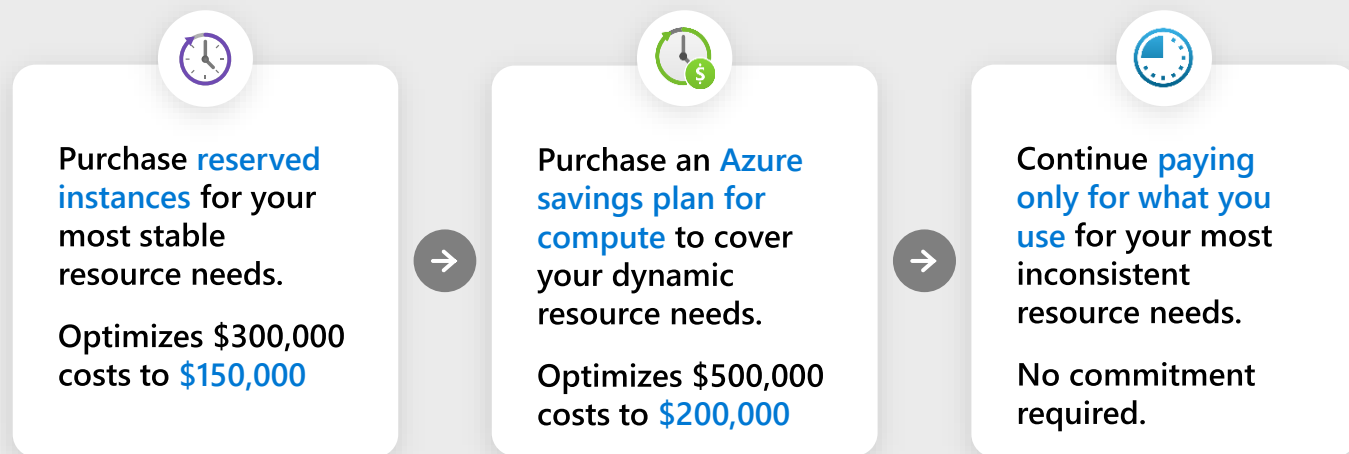 Purchase reserved
instances for your
most stable
resource needs.
Optimizes $300,000
costs to $150,000
$
Purchase an Azure
savings plan for
compute to cover
your dynamic
resource needs.
Optimizes $500,000
costs to $200,000
Continue paying
only for what you
use for your most
inconsistent
resource needs.
No commitment
required.